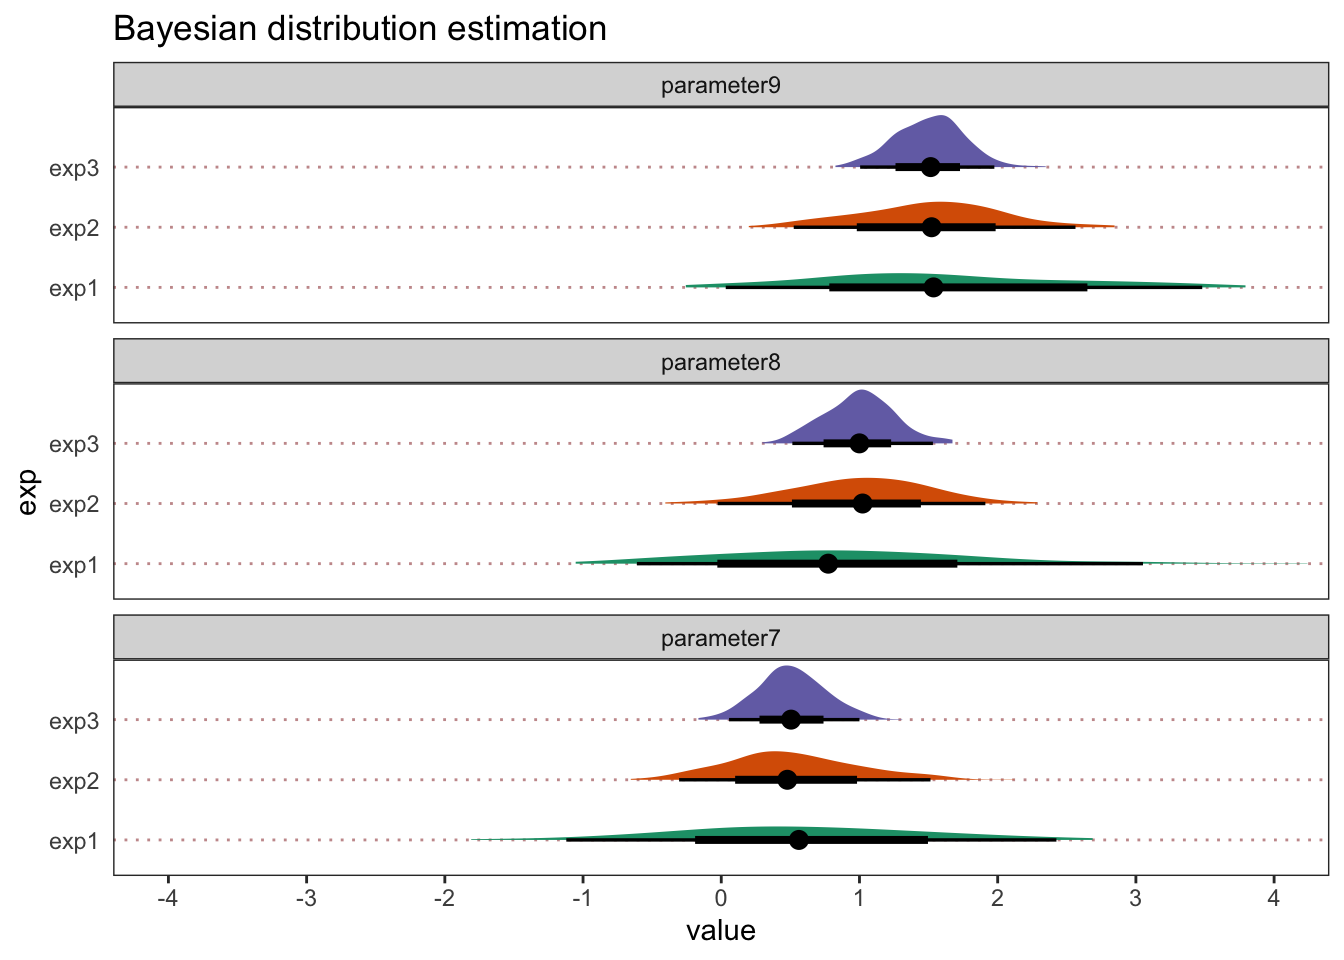 Bayesian distribution estimation
parameter9
exp3
exp2
exp1
parameter8
exp3
exp2
exp1
parameter7
exp3
exp2
exp1
exp
-4 -3 -2 -1 0 1 2 3 4
value